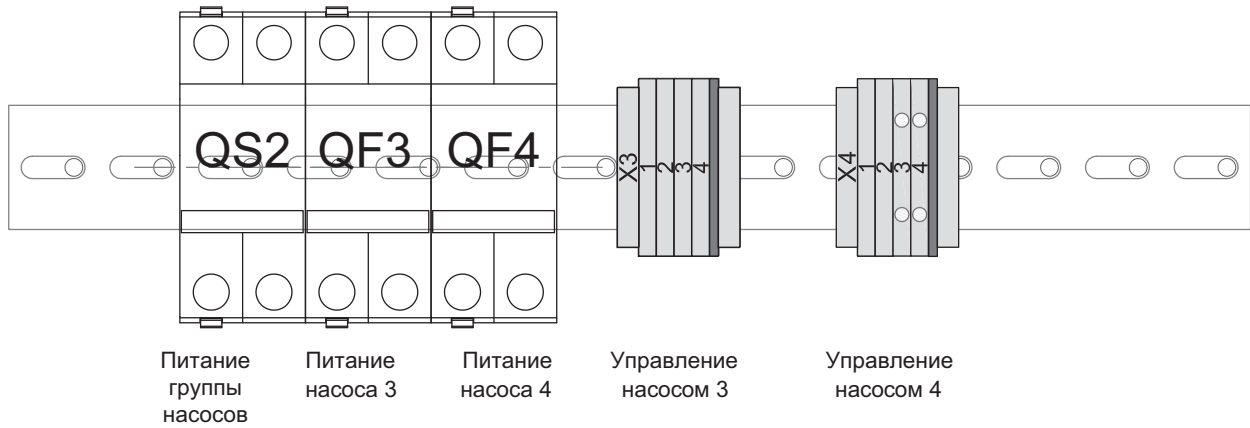 QS2 QF3 QF4
X3 1 2 3 4
X4 1 2 3 4
Питание
группы
насосов
Питание
насоса 3
Питание
насоса 4
Управление
насосом 3
Управление
насосом 4